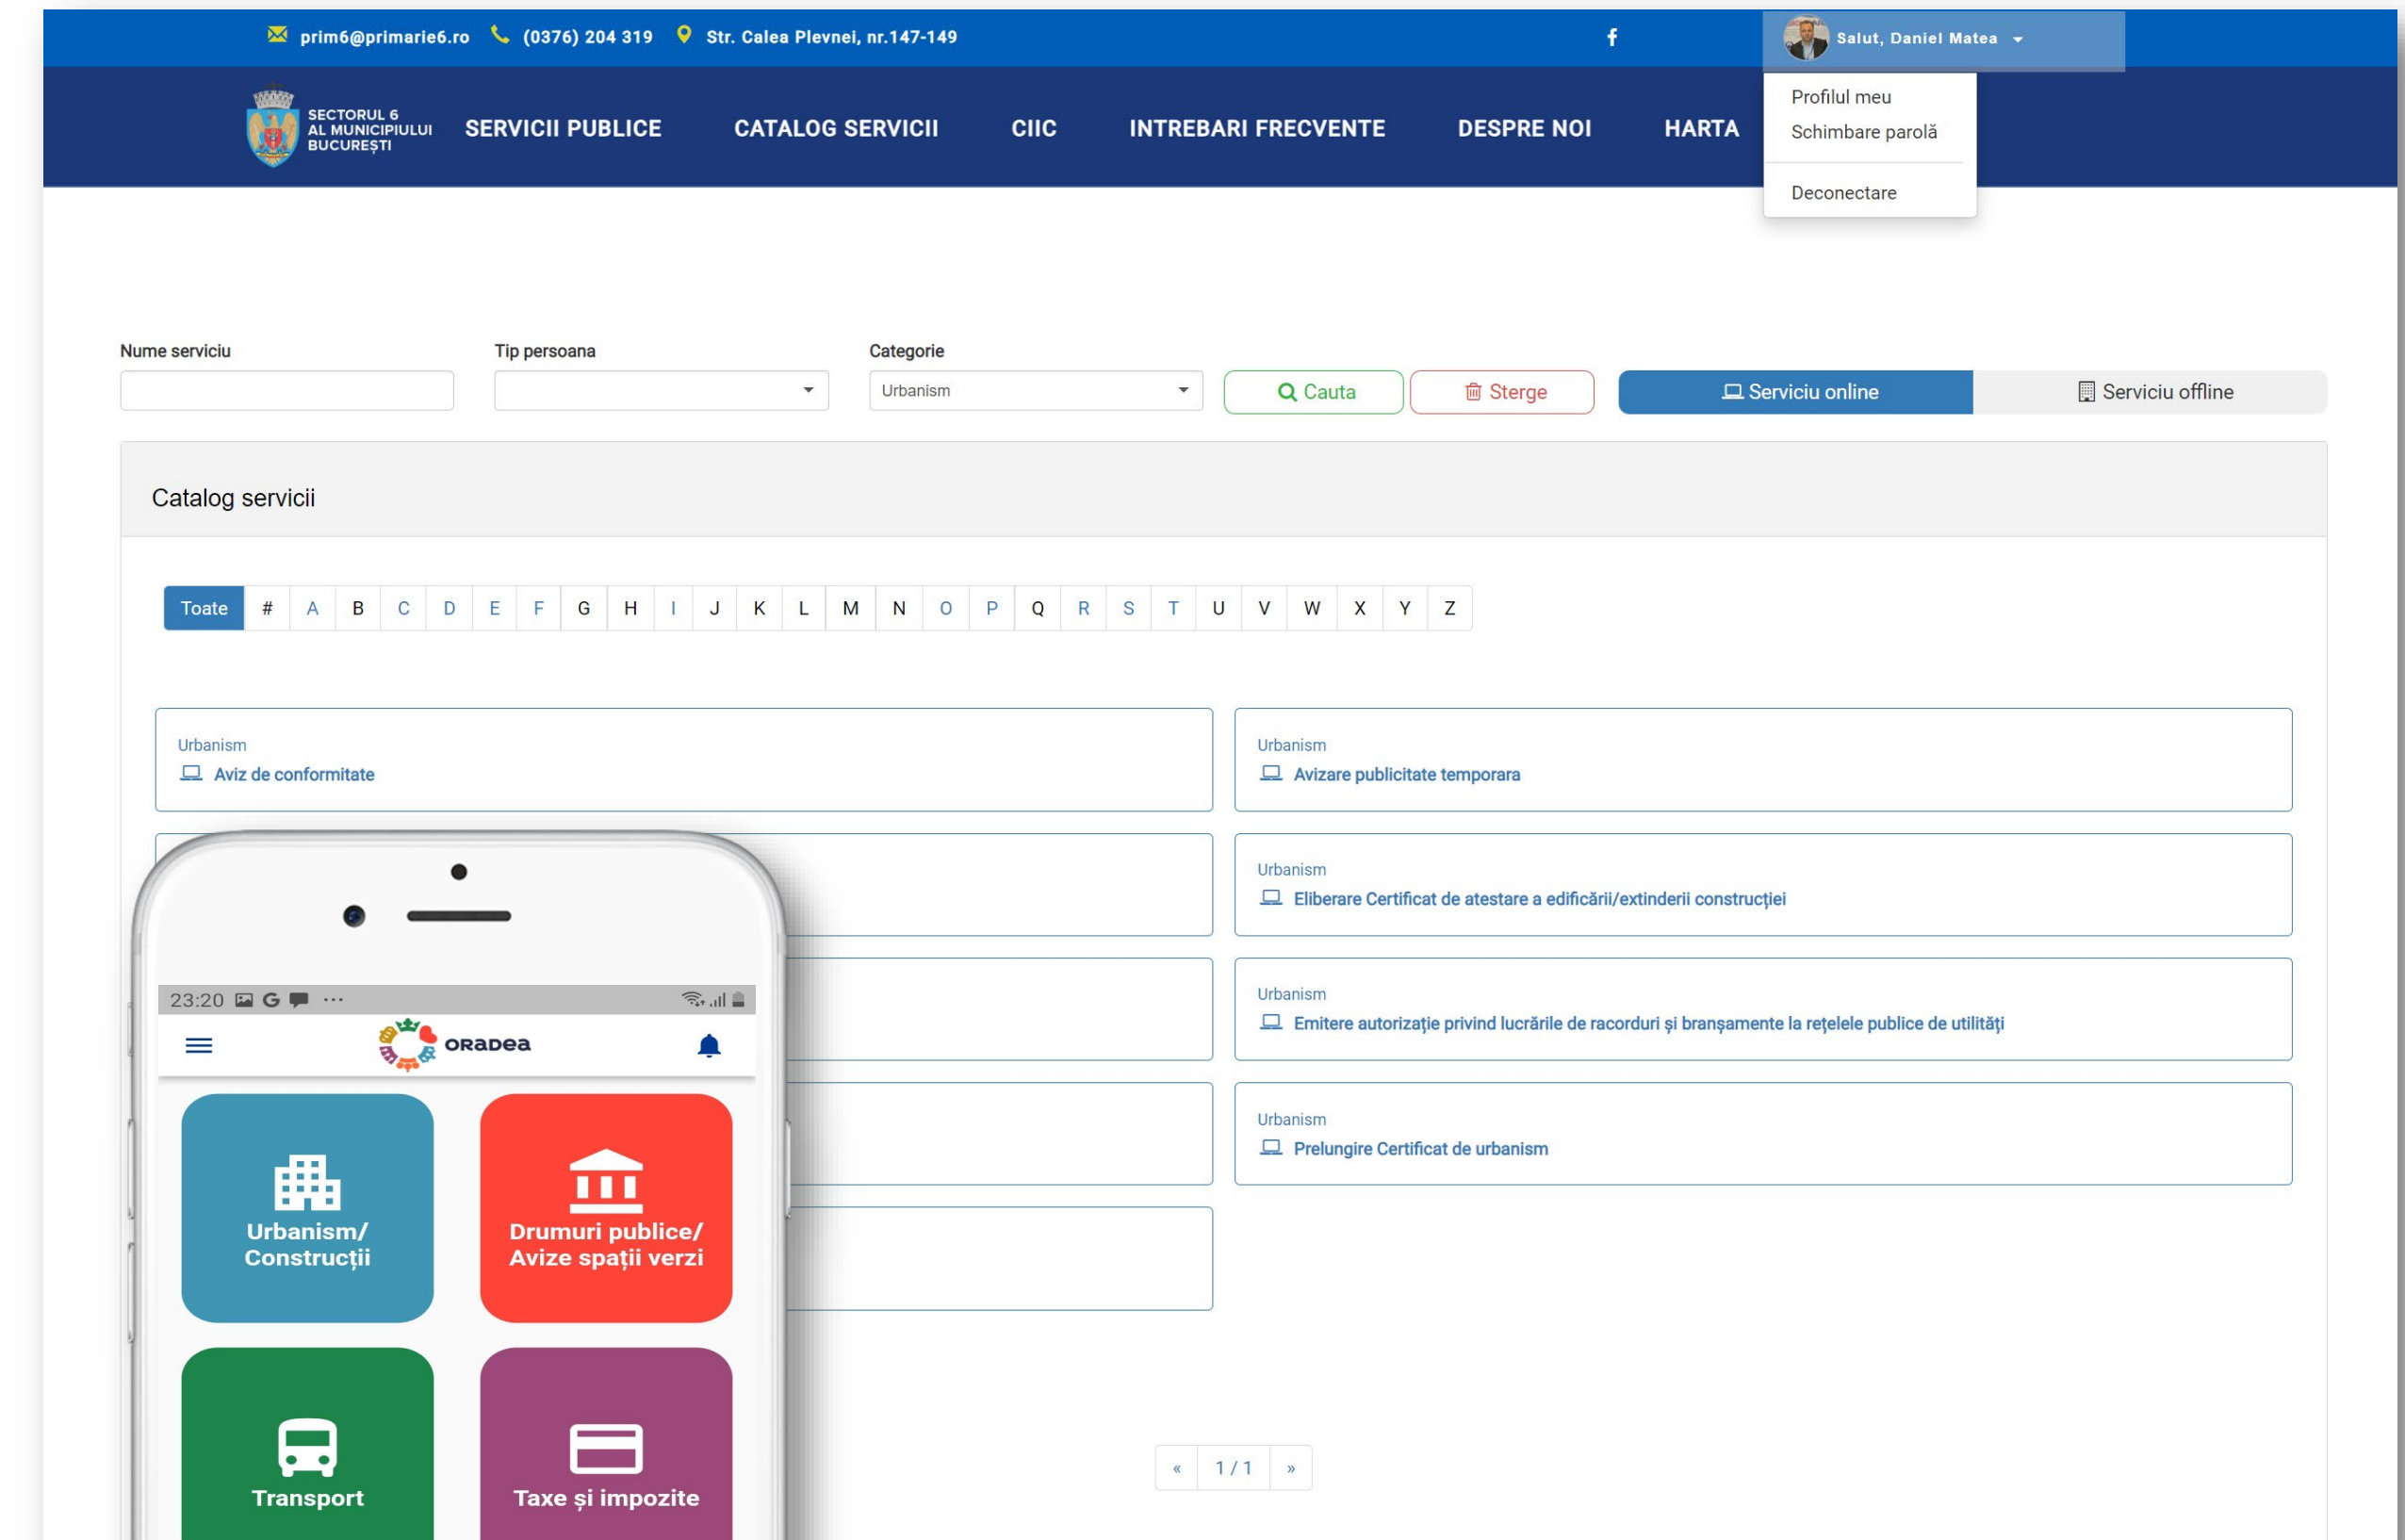 prim6@primarie6.ro (0376) 204 319 Str. Calea Plevnei, nr.147-149
Salut, Daniel Matea
SECTORUL 6
AL MUNICIPIULUI
BUCUREȘTI
SERVICII PUBLICE CATALOG SERVICII CIIC INTREBARI FRECVENTE DESPRE NOI HARTA
Profilul meu
Schimbare parolă
Deconectare
Nume serviciu Tip persoana Categorie
Urbanism Cauta Sterge Serviciu online Serviciu offline
Catalog servicii
Toate # A B C D E F G H I J K L M N O P Q R S T U V W X Y Z
Urbanism
Aviz de conformitate
Urbanism
Avizare publicitate temporara
Urbanism
Eliberare Certificat de atestare a edificării/extinderii construcției
Urbanism
Emitere autorizație privind lucrările de racorduri și branșamente la rețelele publice de utilități
Urbanism
Prelungire Certificat de urbanism
« 1 / 1 »
23:20 G
ORADEA
Urbanism/
Construcții
Drumuri publice/
Avize spații verzi
Transport
Taxe și impozite